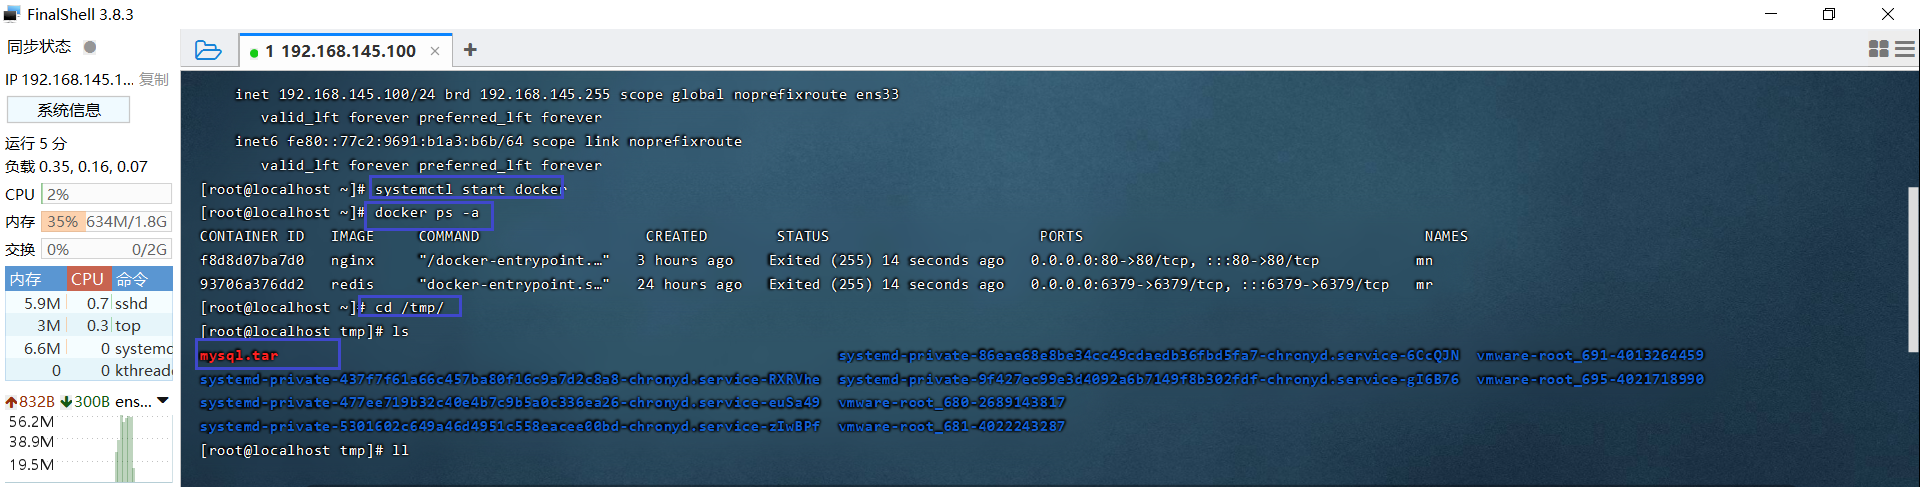 FinalShell 3.8.3
同步状态
IP 192.168.145.1... 复制
系统信息
运行 5 分
负载 0.35, 0.16, 0.07
CPU 2%
内存 35% 634M/1.8G
交换 0% 0/2G
内存 CPU 命令
5.9M 0.7 sshd
3M 0.3 top
6.6M 0 systemd
0 0 kthreadd
832B 300B ens...
56.2M
38.9M
19.5M
1 192.168.145.100
inet 192.168.145.100/24 brd 192.168.145.255 scope global noprefixroute ens33
valid_lft forever preferred_lft forever
inet6 fe80::77c2:9691:b1a3:b6b/64 scope link noprefixroute
valid_lft forever preferred_lft forever
[root@localhost ~]# systemctl start docker
[root@localhost ~]# docker ps -a
CONTAINER ID IMAGE COMMAND CREATED STATUS PORTS NAMES
f8d8d07ba7d0 nginx "/docker-entrypoint.…" 3 hours ago Exited (255) 14 seconds ago 0.0.0.0:80->80/tcp, :::80->80/tcp mn
93706a376dd2 redis "docker-entrypoint.s…" 24 hours ago Exited (255) 14 seconds ago 0.0.0.0:6379->6379/tcp, :::6379->6379/tcp mr
[root@localhost ~]# cd /tmp/
[root@localhost tmp]# ls
mysql.tar systemd-private-86eae68e8be34cc49cdaedb36fbd5fa7-chronyd.service-6CcQJN vmware-root_691-4013264459
systemd-private-437f7f61a66c457ba80f16c9a7d2c8a8-chronyd.service-RXRVhe systemd-private-9f427ec99e3d4092a6b7149f8b302fdf-chronyd.service-gI6B76 vmware-root_695-4021718990
systemd-private-477ee719b32c40e4b7c9b5a0c336ea26-chronyd.service-euSa49 vmware-root_680-2689143817
systemd-private-5301602c649a46d4951c558eacec00bd-chronyd.service-zIwBPf vmware-root_681-4022243287
[root@localhost tmp]# ll